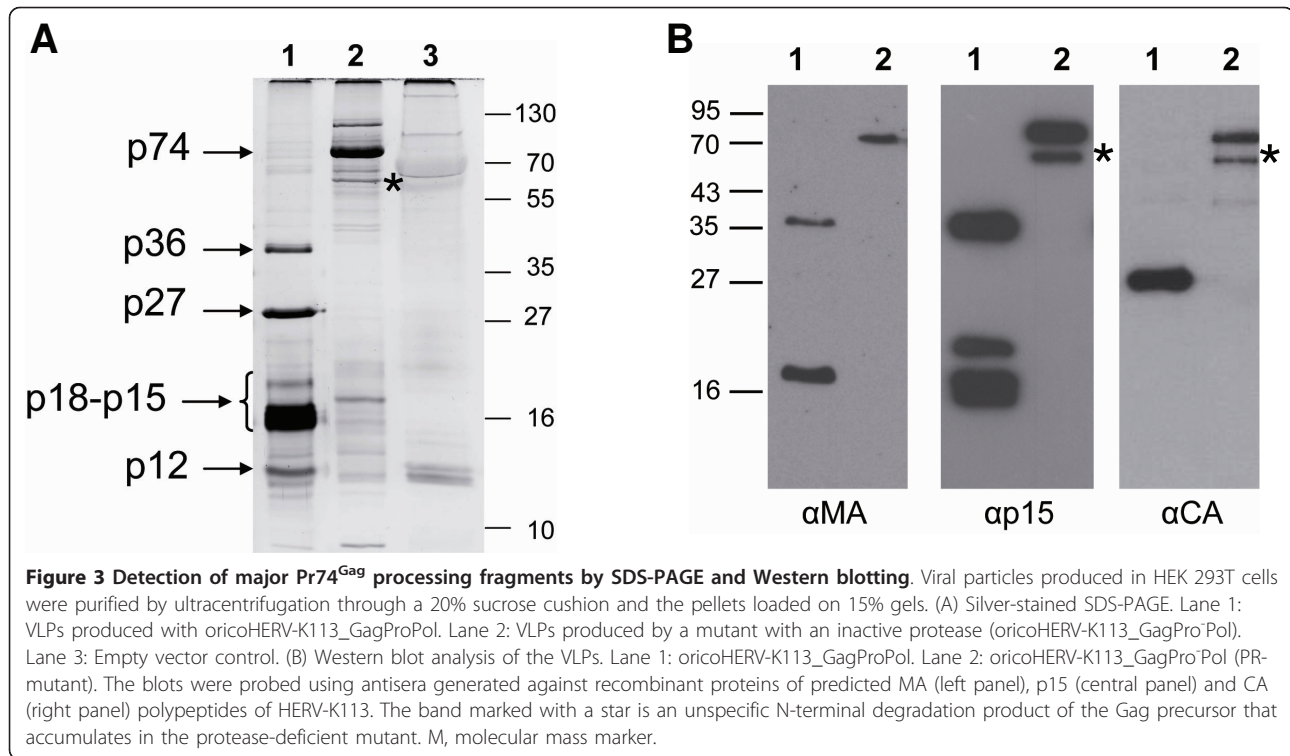 A
1 2 3
p74
p36
p27
p18-p15
p12
*
130
70
55
35
27
16
10
B
1 2 1 2 1 2
95
70
43
35
27
16
*
*
αMA αp15 αCA
Figure 3 Detection of major Pr74^Gag processing fragments by SDS-PAGE and Western blotting. Viral particles produced in HEK 293T cells
were purified by ultracentrifugation through a 20% sucrose cushion and the pellets loaded on 15% gels. (A) Silver-stained SDS-PAGE. Lane 1:
VLPs produced with oricoHERV-K113_GagProPol. Lane 2: VLPs produced by a mutant with an inactive protease (oricoHERV-K113_GagPro⁻Pol).
Lane 3: Empty vector control. (B) Western blot analysis of the VLPs. Lane 1: oricoHERV-K113_GagProPol. Lane 2: oricoHERV-K113_GagPro⁻Pol (PR-
mutant). The blots were probed using antisera generated against recombinant proteins of predicted MA (left panel), p15 (central panel) and CA
(right panel) polypeptides of HERV-K113. The band marked with a star is an unspecific N-terminal degradation product of the Gag precursor that
accumulates in the protease-deficient mutant. M, molecular mass marker.